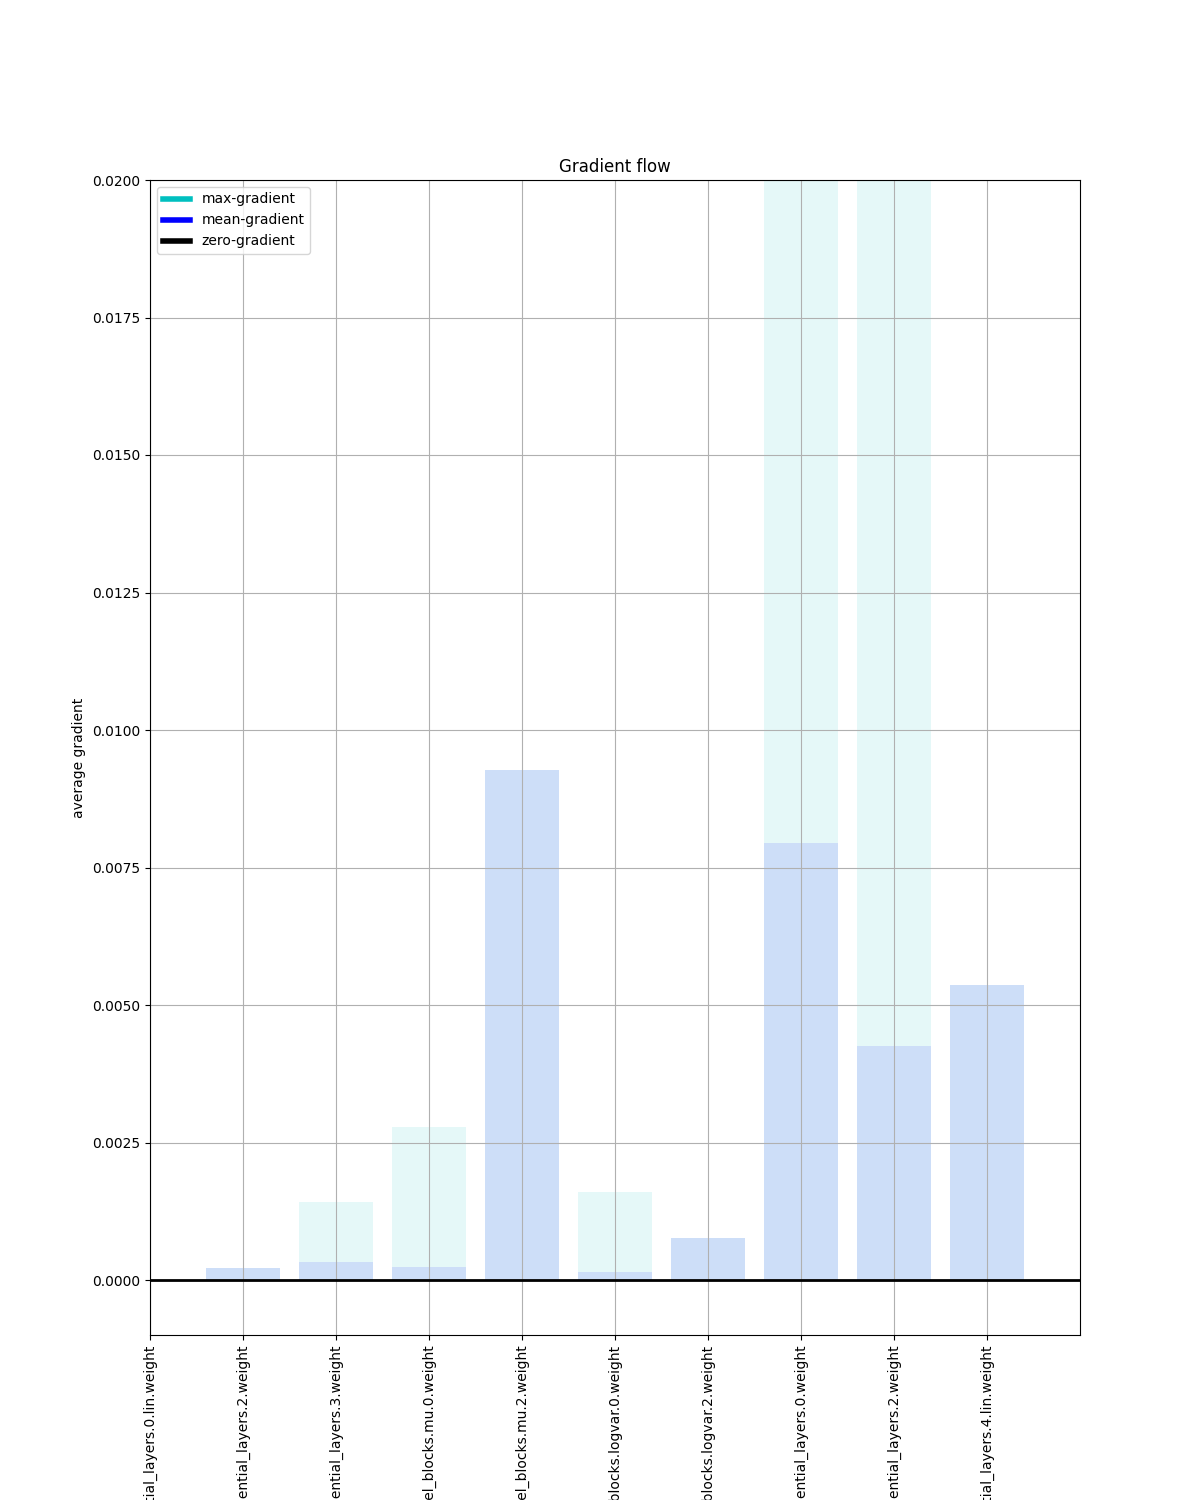 Gradient flow
max-gradient
mean-gradient
zero-gradient
0.0200
0.0175
0.0150
0.0125
0.0100
0.0075
0.0050
0.0025
0.0000
average gradient
tial_layers.0.lin.weight
ential_layers.2.weight
ential_layers.3.weight
el_blocks.mu.0.weight
el_blocks.mu.2.weight
blocks.logvar.0.weight
blocks.logvar.2.weight
ential_layers.0.weight
ential_layers.2.weight
tial_layers.4.lin.weight